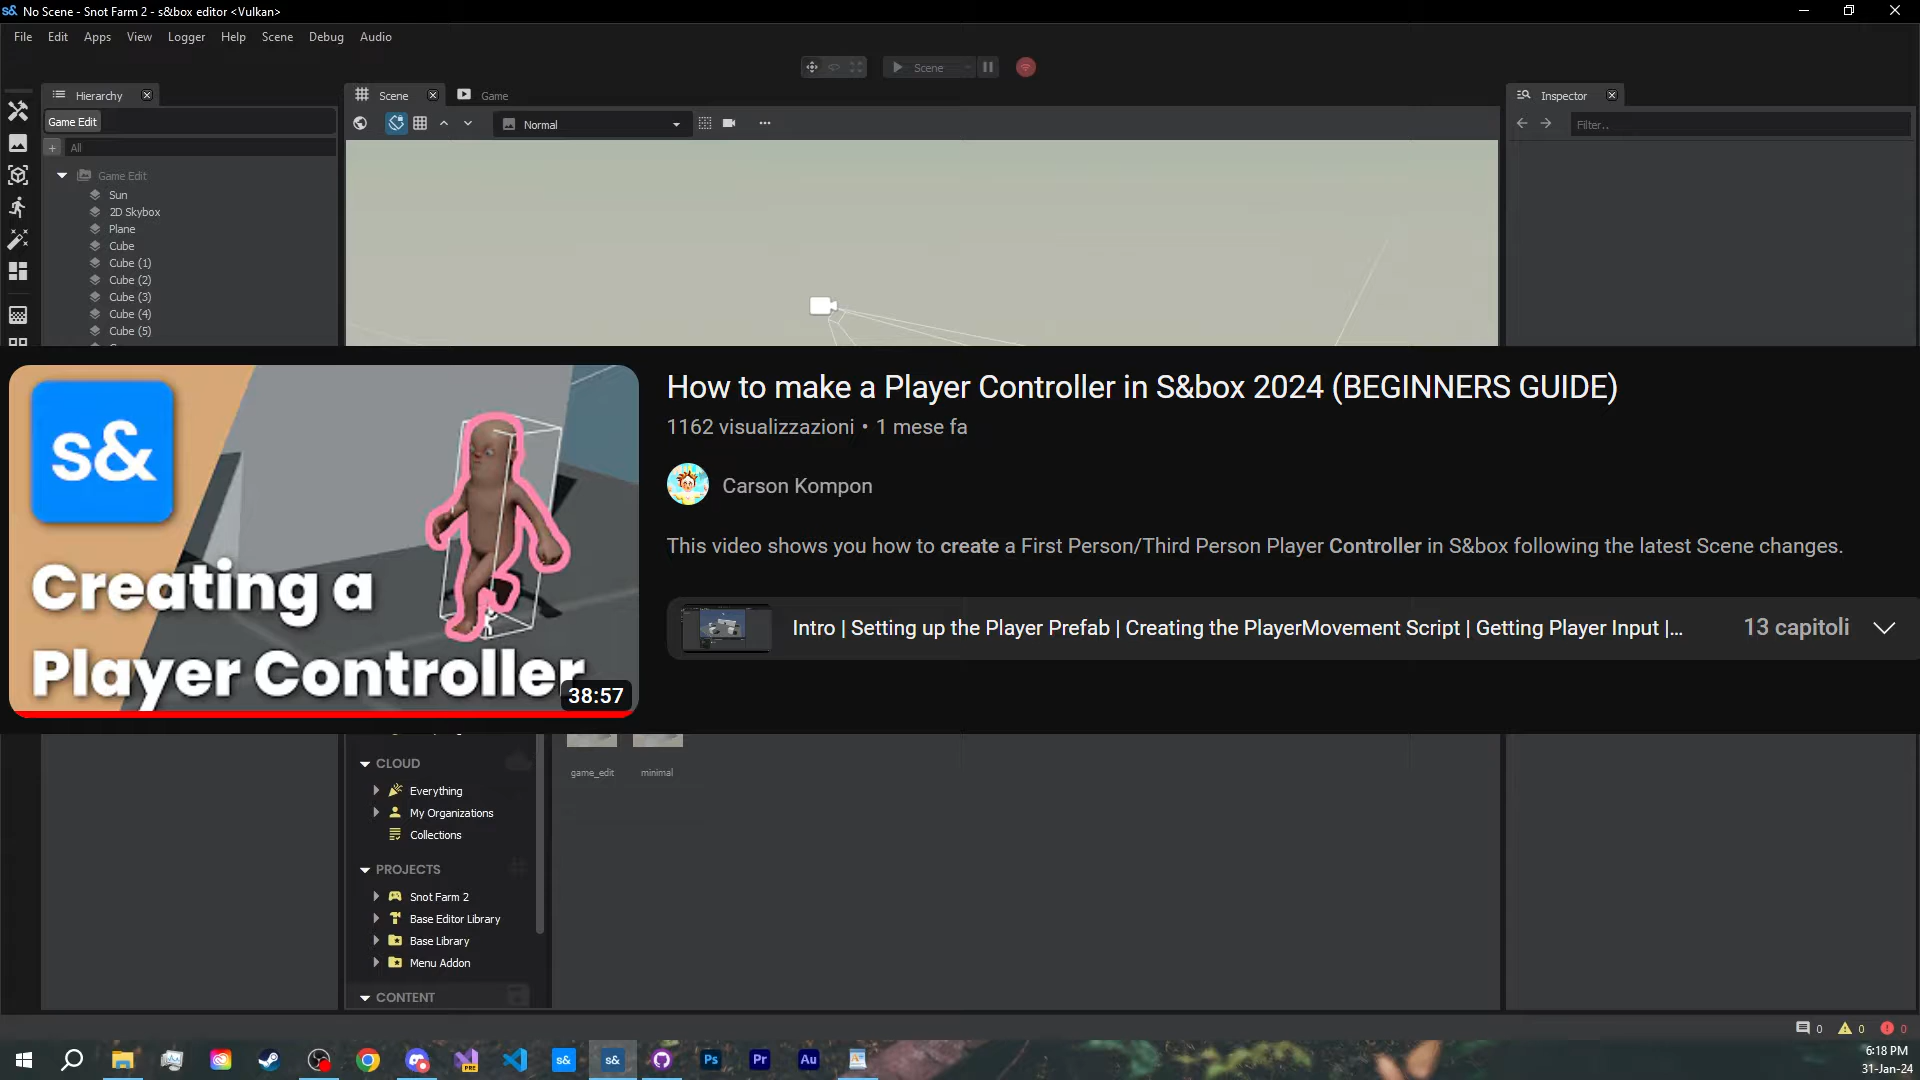 s& No Scene - Snot Farm 2 - s&box editor <Vulkan>
File Edit Apps View Logger Help Scene Debug Audio
Scene
Hierarchy
Scene
Game
Inspector
Game Edit
Normal
Filter..
All
Game Edit
Sun
2D Skybox
Plane
Cube
Cube (1)
Cube (2)
Cube (3)
Cube (4)
Cube (5)
s&
Creating a
Player Controller
38:57
How to make a Player Controller in S&box 2024 (BEGINNERS GUIDE)
1162 visualizzazioni • 1 mese fa
Carson Kompon
This video shows you how to create a First Person/Third Person Player Controller in S&box following the latest Scene changes.
Intro | Setting up the Player Prefab | Creating the PlayerMovement Script | Getting Player Input |...
13 capitoli
CLOUD
Everything
My Organizations
Collections
PROJECTS
Snot Farm 2
Base Editor Library
Base Library
Menu Addon
CONTENT
game_edit
minimal
0 0 0
PRE
s&
s&
Ps
Pr
Au
6:18 PM
31-Jan-24